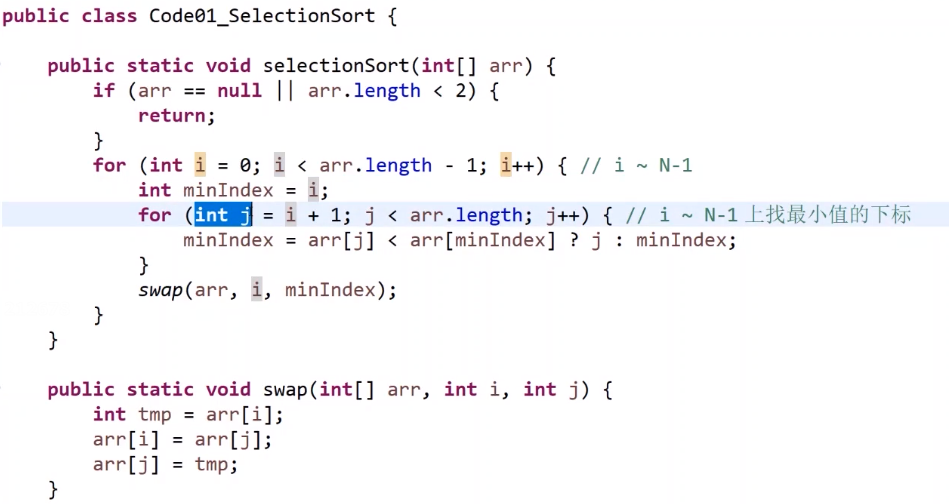 public class Code01_SelectionSort {
public static void selectionSort(int[] arr) {
if (arr == null || arr.length < 2) {
return;
}
for (int i = 0; i < arr.length - 1; i++) { // i ~ N-1
int minIndex = i;
for (int j = i + 1; j < arr.length; j++) { // i ~ N-1 上找最小值的下标
minIndex = arr[j] < arr[minIndex] ? j : minIndex;
}
swap(arr, i, minIndex);
}
}
public static void swap(int[] arr, int i, int j) {
int tmp = arr[i];
arr[i] = arr[j];
arr[j] = tmp;
}